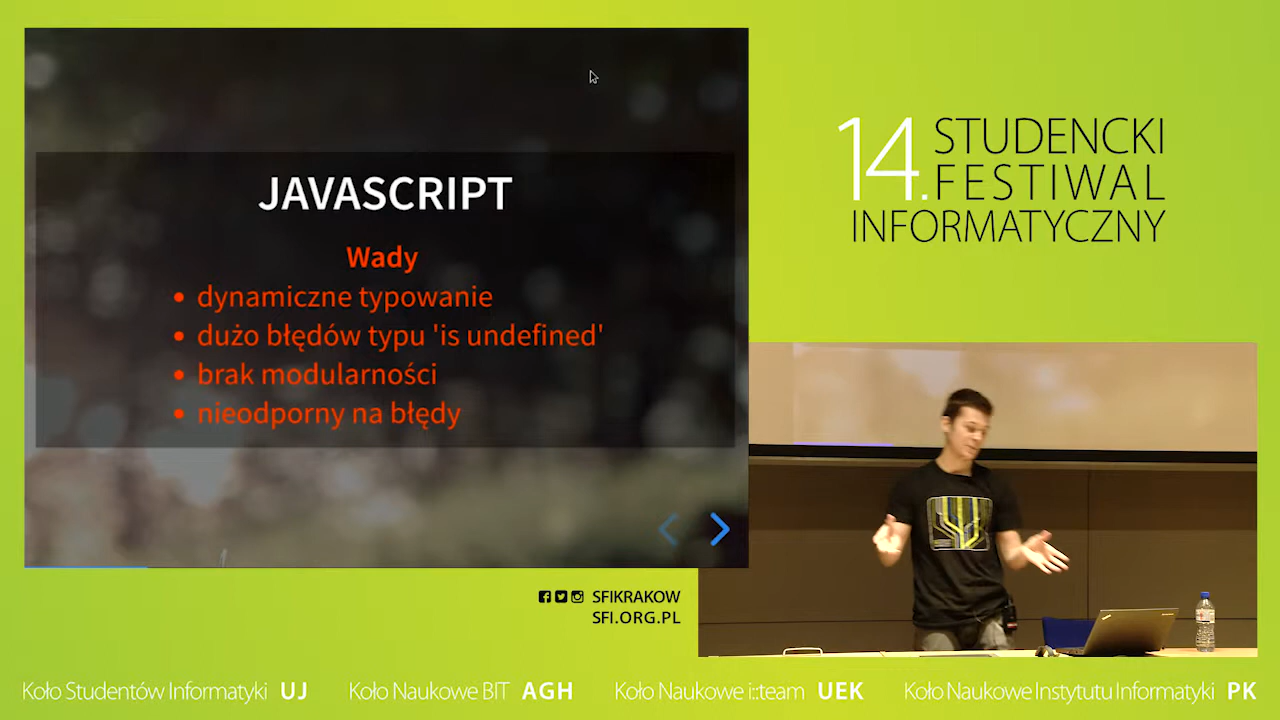 JAVASCRIPT
Wady
• dynamiczne typowanie
• dużo błędów typu 'is undefined'
• brak modularności
• nieodporny na błędy
14. STUDENCKI
FESTIWAL
INFORMATYCZNY
SFIKRAKOW
SFI.ORG.PL
Koło Studentów Informatyki UJ
Koło Naukowe BIT AGH
Koło Naukowe i::team UEK
Koło Naukowe Instytutu Informatyki PK